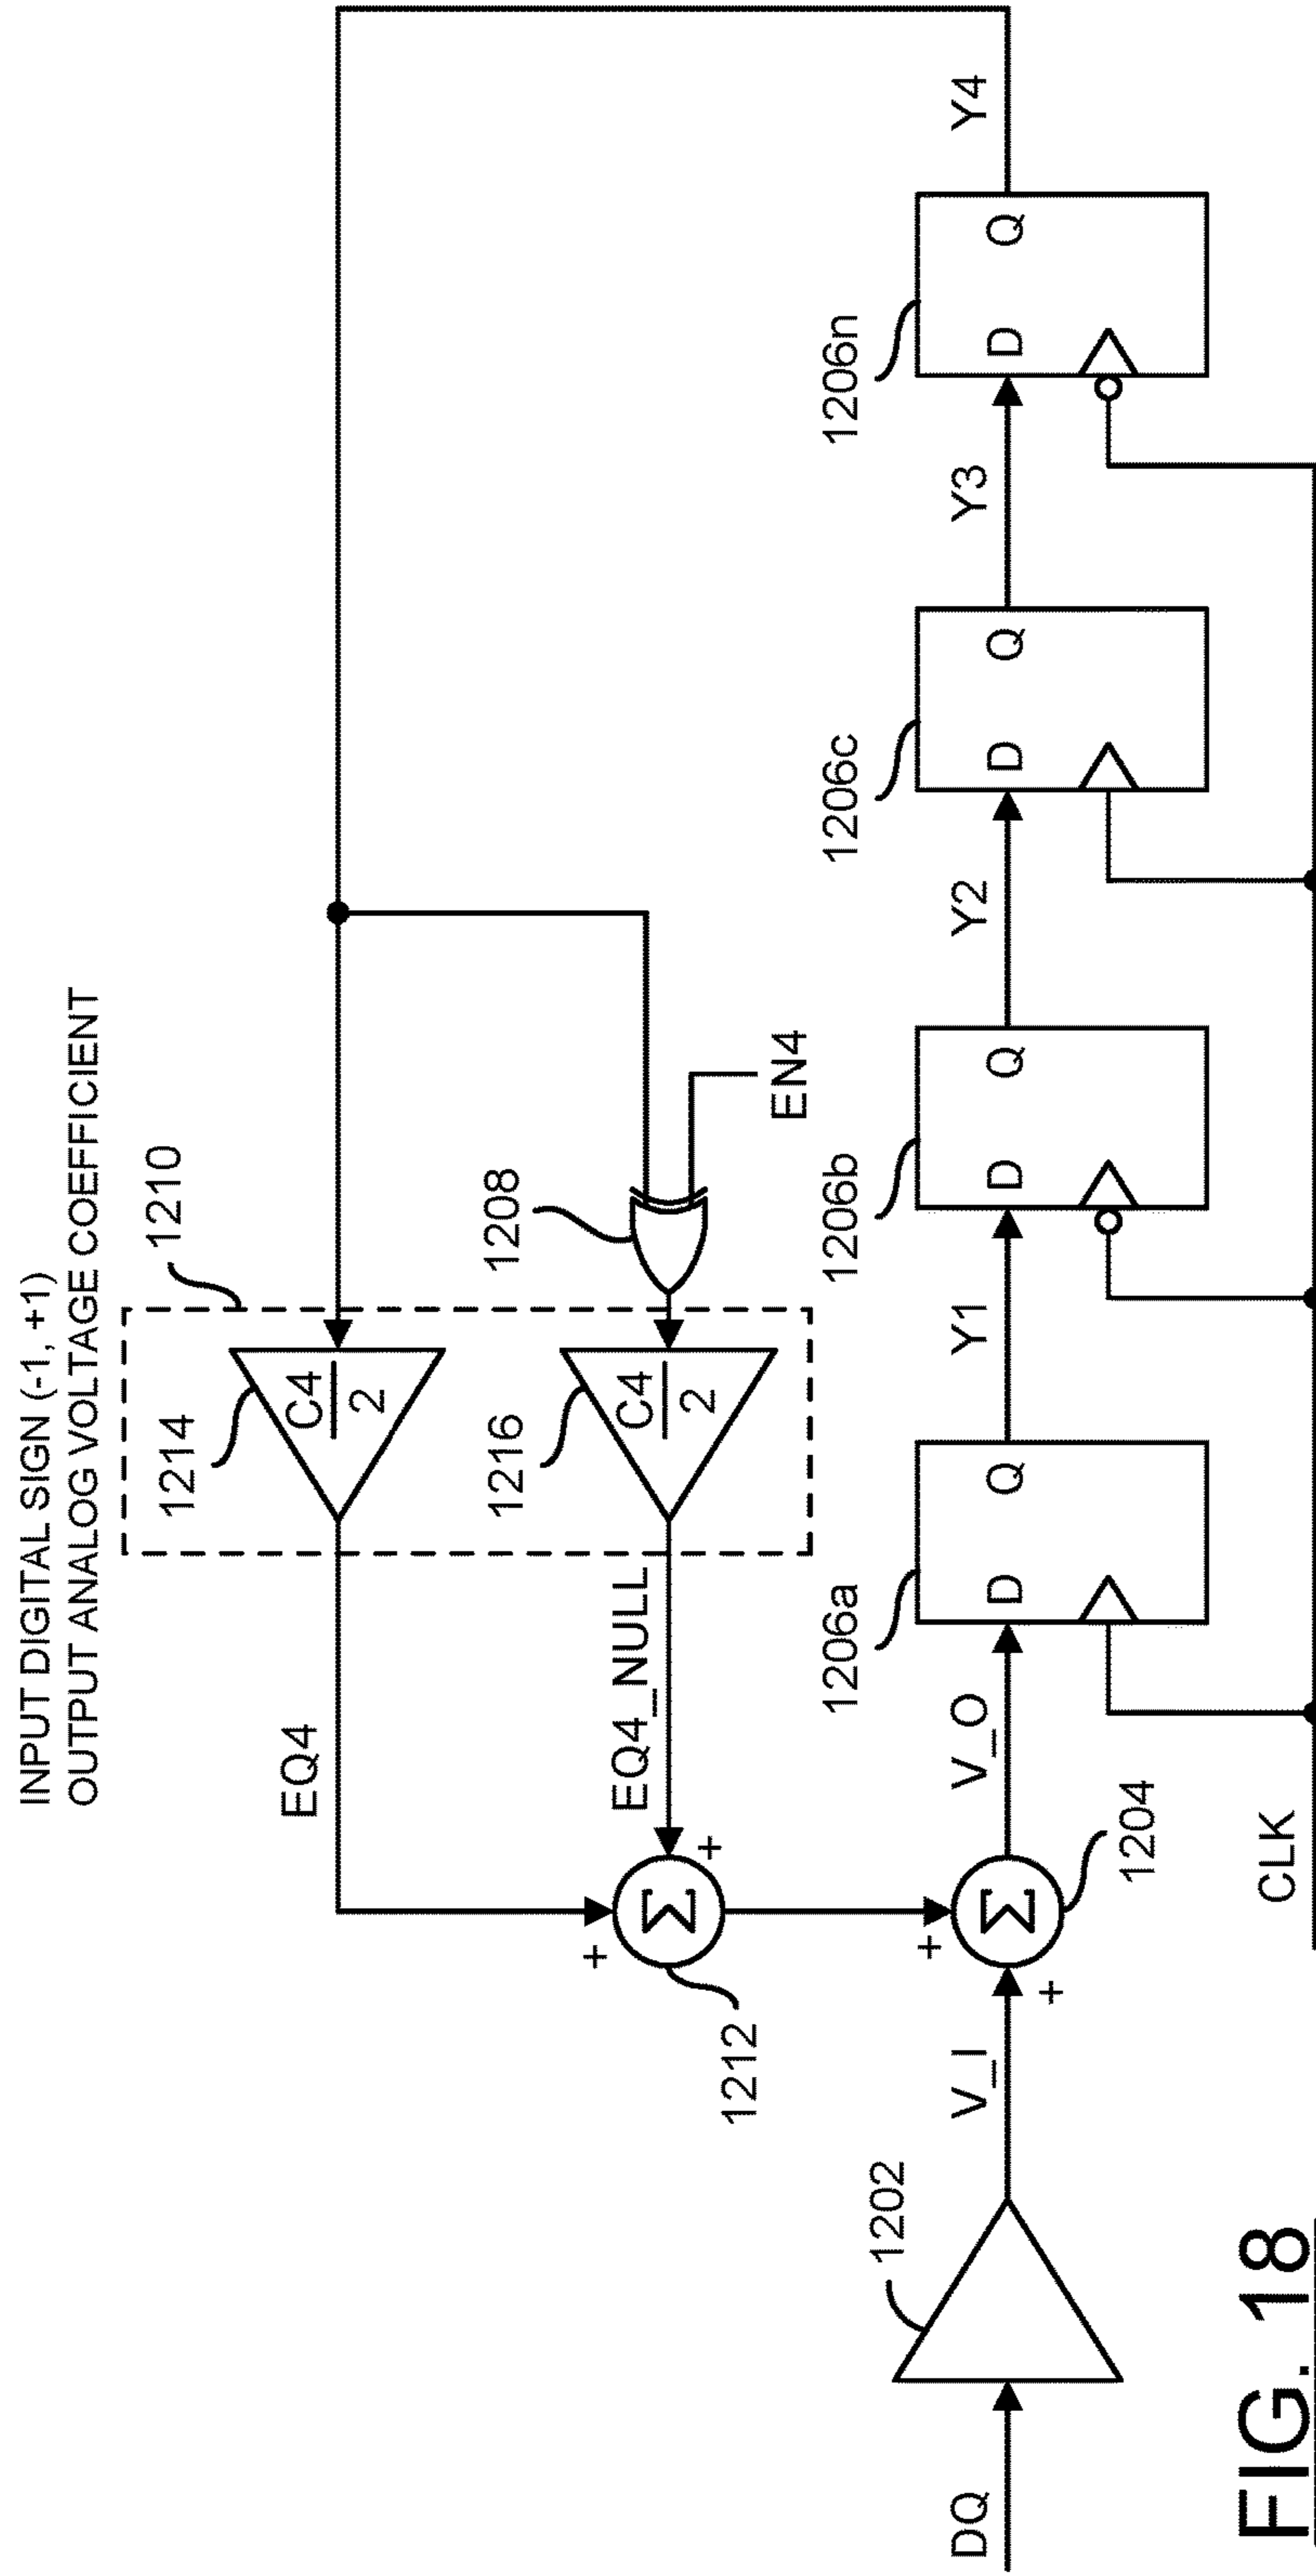 INPUT DIGITAL SIGN (-1, +1)
OUTPUT ANALOG VOLTAGE COEFFICIENT
1210
1214
C4
2
EQ4
1208
1216
C4
2
EQ4_NULL
EN4
+
+
Σ
1212
1202
DQ
V_I
+
+
Σ
1204
V_O
1206a
D
Q
Y1
1206b
D
Q
Y2
1206c
D
Q
Y3
1206n
D
Q
Y4
CLK
FIG. 18